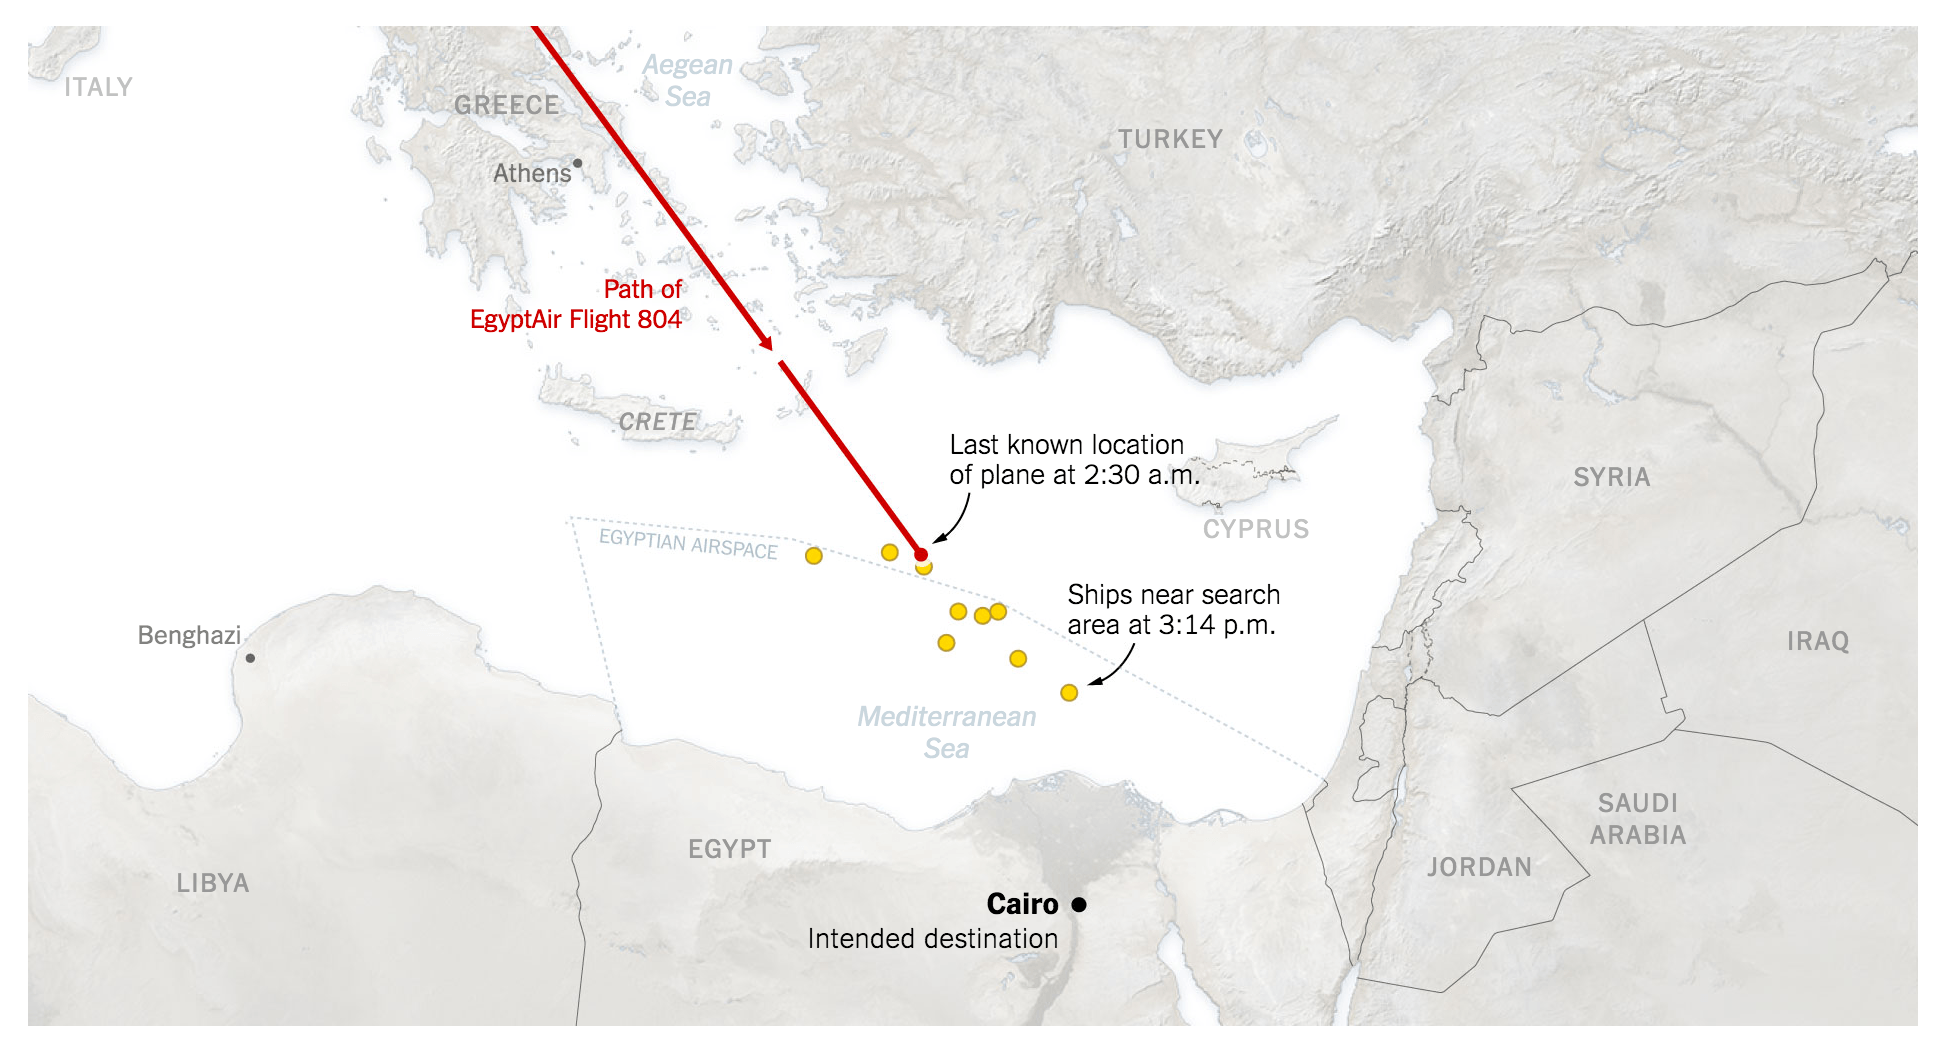 ITALY
Aegean
Sea
GREECE
TURKEY
Athens
Path of
EgyptAir Flight 804
CRETE
Last known location
of plane at 2:30 a.m.
SYRIA
CYPRUS
EGYPTIAN AIRSPACE
Ships near search
area at 3:14 p.m.
Benghazi
IRAQ
Mediterranean
Sea
SAUDI
ARABIA
EGYPT
JORDAN
LIBYA
Cairo
Intended destination